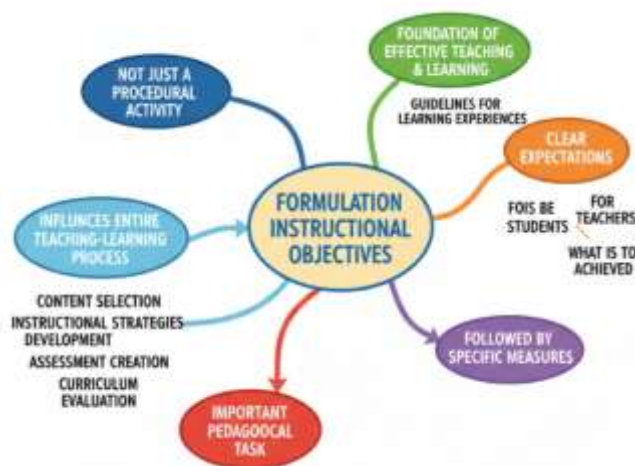 FOUNDATION OF
EFFECTIVE TEACHING
& LEARNING
GUIDELINES FOR
LEARNING EXPERIENCES
NOT JUST A
PROCEDURAL
ACTIVITY
CLEAR
EXPECTATIONS
FOIS BE
STUDENTS
FOR
TEACHERS
WHAT IS TO
ACHIEVED
FORMULATION
INSTRUCTIONAL
OBJECTIVES
INFLUNCES ENTIRE
TEACHING-LEARNING
PROCESS
CONTENT SELECTION
INSTRUCTIONAL STRATEGIES
DEVELOPMENT
ASSESSMENT CREATION
CURRICULUM
EVALUATION
FOLLOWED BY
SPECIFIC MEASURES
IMPORTANT
PEDAGOOCAL
TASK